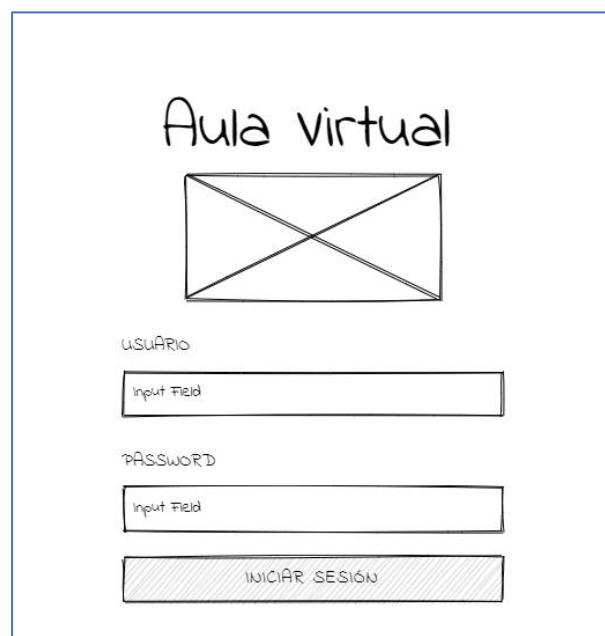 Aula Virtual
USUARIO
Input Field
PASSWORD
Input Field
INICIAR SESIÓN